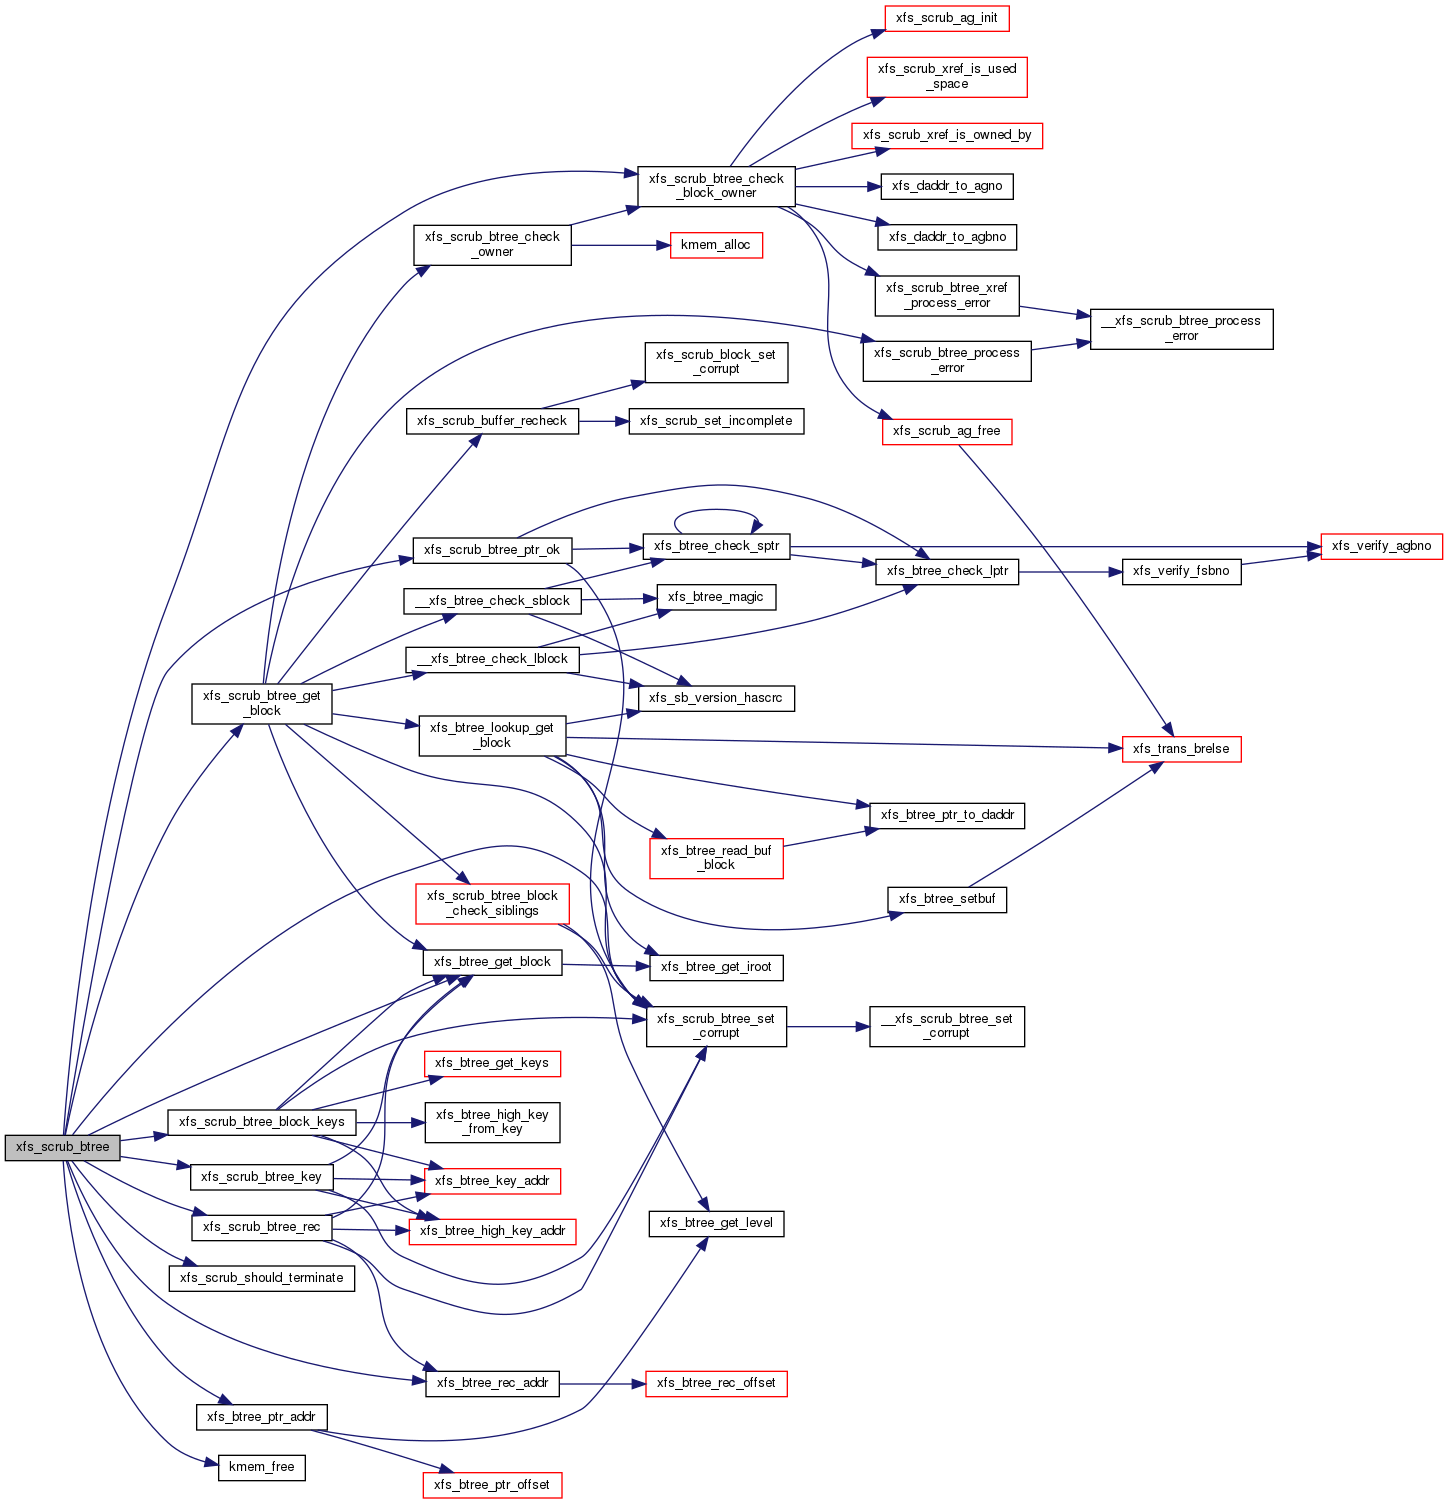 xfs_scrub_ag_init
xfs_scrub_xref_is_used
_space
xfs_scrub_xref_is_owned_by
xfs_scrub_btree_check
_block_owner
xfs_daddr_to_agno
xfs_daddr_to_agbno
xfs_scrub_btree_check
_owner
kmem_alloc
xfs_scrub_btree_xref
_process_error
__xfs_scrub_btree_process
_error
xfs_scrub_btree_process
_error
xfs_scrub_block_set
_corrupt
xfs_scrub_buffer_recheck
xfs_scrub_set_incomplete
xfs_scrub_ag_free
xfs_scrub_btree_ptr_ok
xfs_btree_check_sptr
xfs_verify_agbno
xfs_btree_check_lptr
xfs_verify_fsbno
__xfs_btree_check_sblock
xfs_btree_magic
__xfs_btree_check_lblock
xfs_scrub_btree_get
_block
xfs_sb_version_hascrc
xfs_btree_lookup_get
_block
xfs_trans_brelse
xfs_btree_ptr_to_daddr
xfs_btree_read_buf
_block
xfs_scrub_btree_block
_check_siblings
xfs_btree_setbuf
xfs_btree_get_block
xfs_btree_get_iroot
xfs_scrub_btree_set
_corrupt
__xfs_scrub_btree_set
_corrupt
xfs_btree_get_keys
xfs_scrub_btree_block_keys
xfs_btree_high_key
_from_key
xfs_scrub_btree
xfs_scrub_btree_key
xfs_btree_key_addr
xfs_scrub_btree_rec
xfs_btree_high_key_addr
xfs_btree_get_level
xfs_scrub_should_terminate
xfs_btree_rec_addr
xfs_btree_rec_offset
xfs_btree_ptr_addr
kmem_free
xfs_btree_ptr_offset